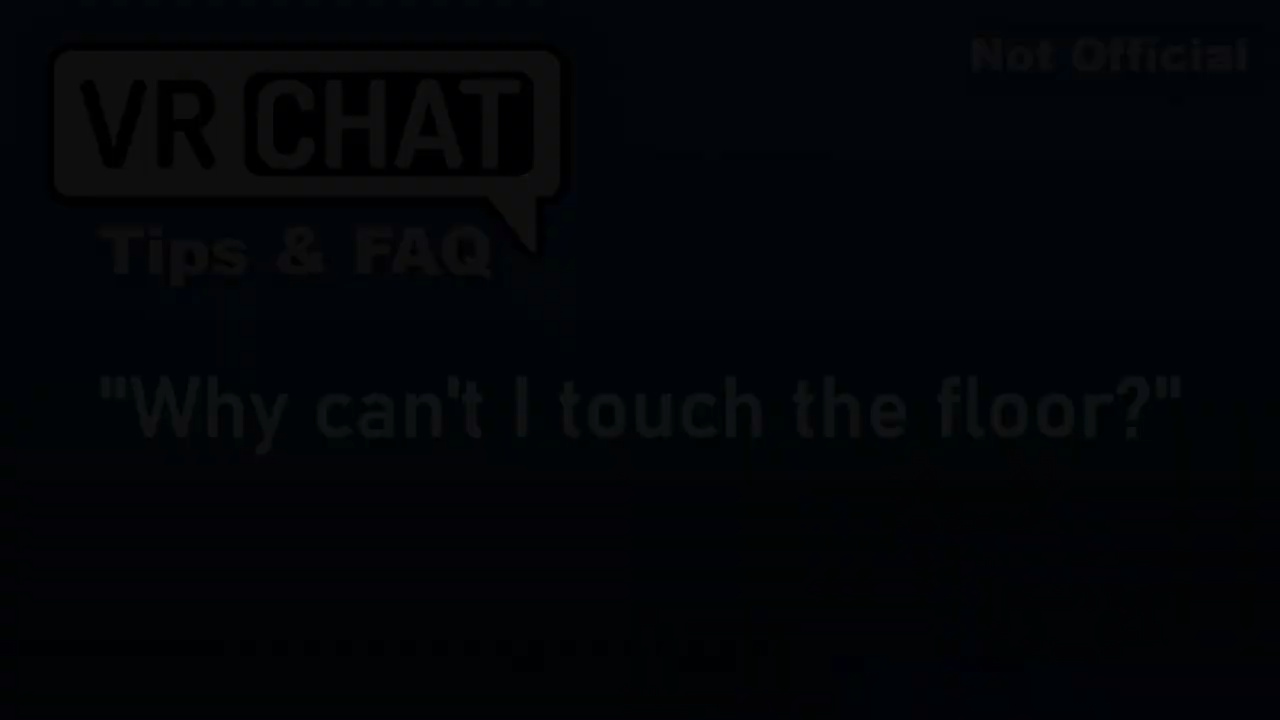 VR CHAT
Not Official
Tips & FAQ
"Why can't I touch the floor?"